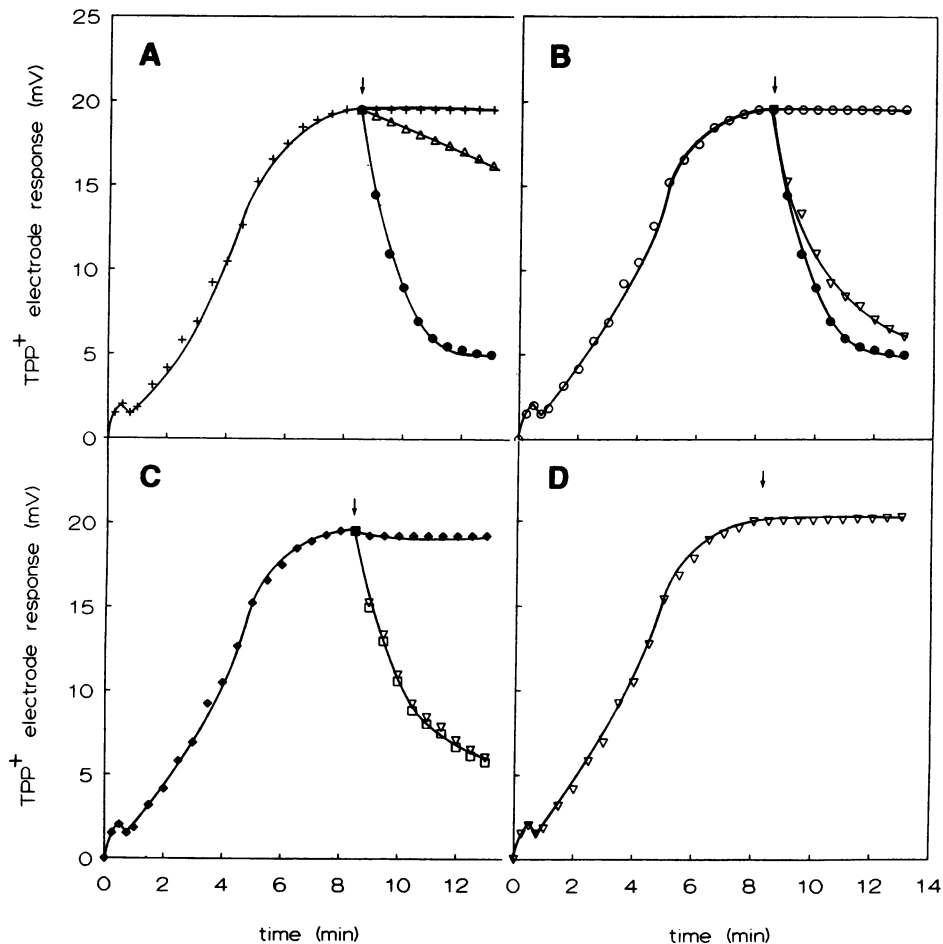 25
A
B
TPP+ electrode response (mV)
20
15
10
5
0
C
D
TPP+ electrode response (mV)
20
15
10
5
0
0 2 4 6 8 10 12 0 2 4 6 8 10 12 14
time (min) time (min)